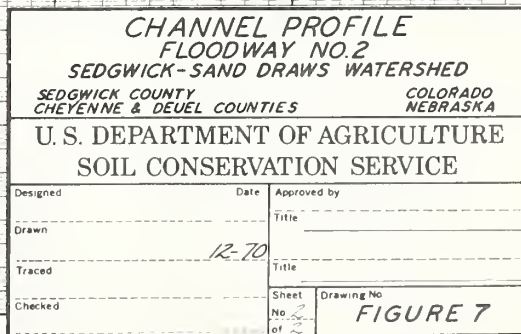 CHANNEL PROFILE
FLOODWAY NO.2
SEDGWICK-SAND DRAWS WATERSHED
SEDGWICK COUNTY COLORADO
CHEYENNE & DEUEL COUNTIES NEBRASKA
U. S. DEPARTMENT OF AGRICULTURE
SOIL CONSERVATION SERVICE
Designed Date Approved by
Title
Drawn
12-70
Traced Title
Checked Sheet Drawing No
No 2 FIGURE 7
of 2